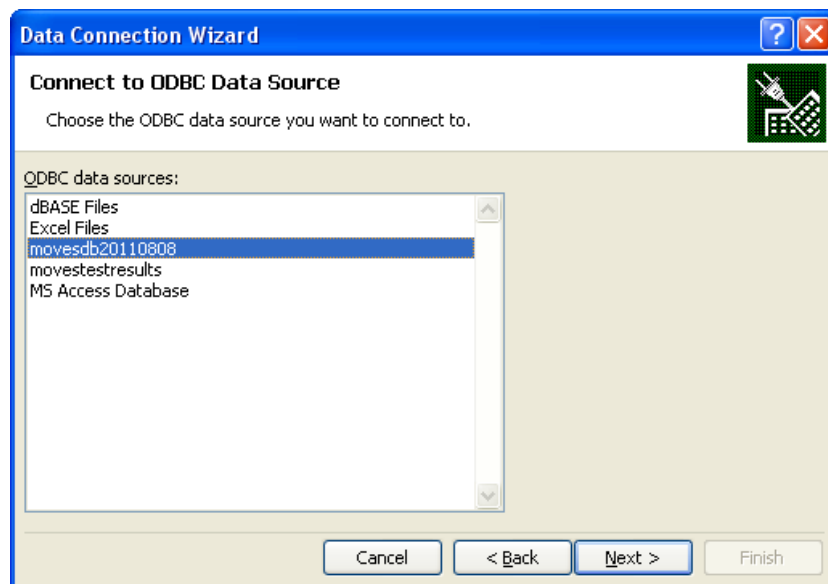 Data Connection Wizard
Connect to ODBC Data Source
Choose the ODBC data source you want to connect to.
ODBC data sources:
dBASE Files
Excel Files
movesdb20110808
movestestresults
MS Access Database
Cancel
< Back
Next >
Finish